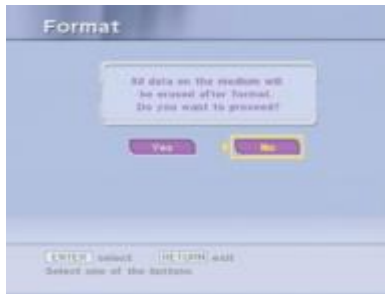 Format
All data on the medium will
be erased after format.
Do you want to proceed?
Yes
No
ENTER select RETURN exit
Select one of the buttons